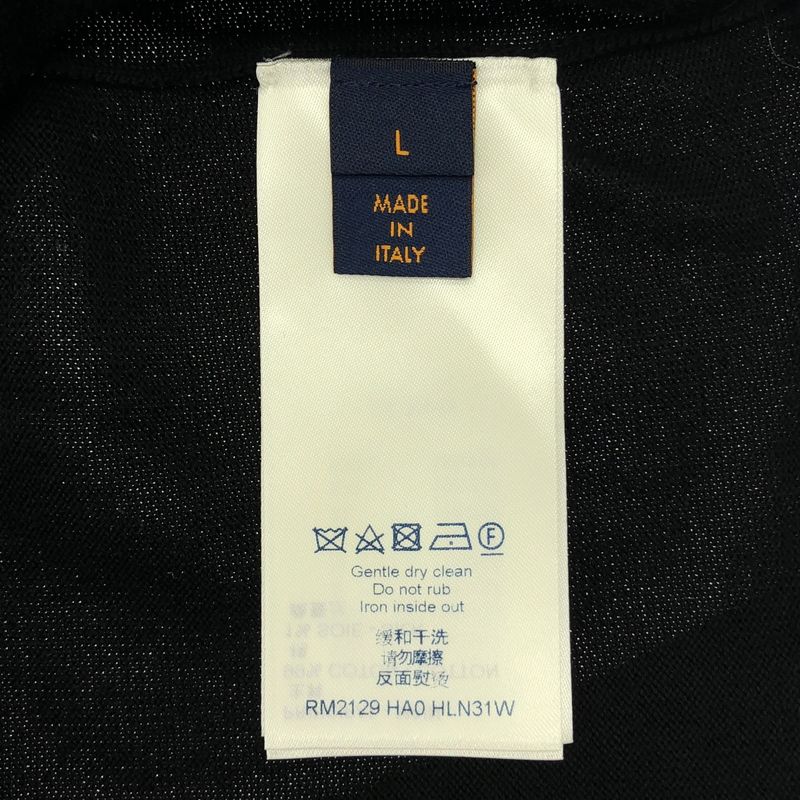 L
MADE
IN
ITALY
F
Gentle dry clean
Do not rub
Iron inside out
缓和干洗
请勿摩擦
反面熨烫
RM2129 HA0 HLN31W